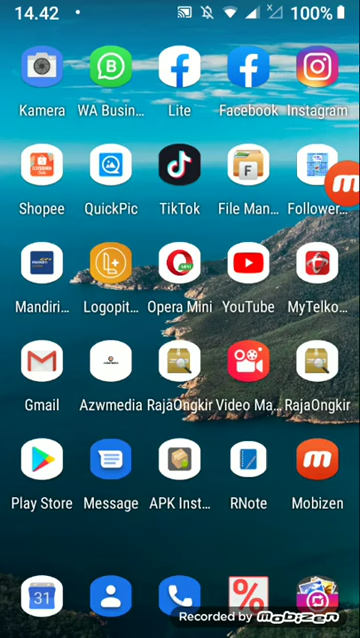 14.42
100%
Kamera WA Busin... Lite Facebook Instagram
Shopee QuickPic TikTok File Man... Follower...
Mandiri... Logopit... Opera Mini YouTube MyTelko...
Gmail Azwmedia RajaOngkir Video Ma... RajaOngkir
Play Store Message APK Inst... RNote Mobizen
31
Recorded by mobizen